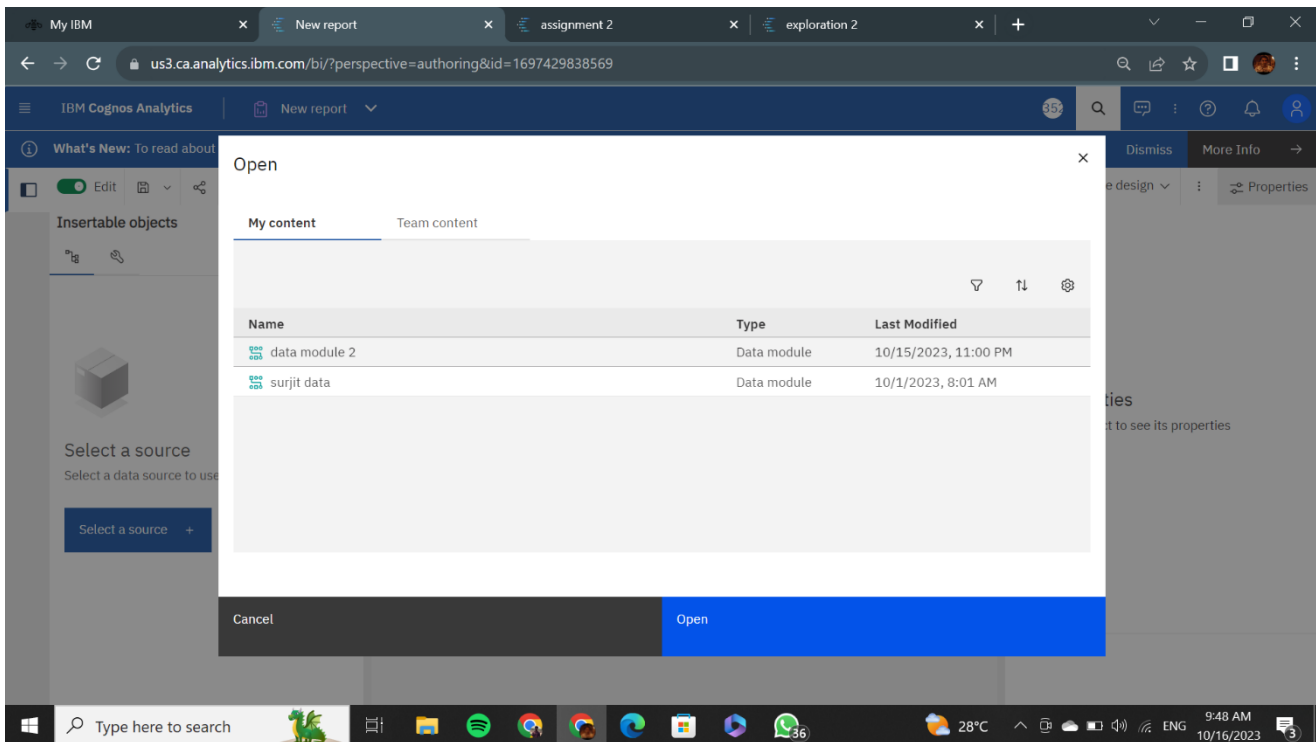 My IBM
New report
assignment 2
exploration 2
us3.ca.analytics.ibm.com/bi/?perspective=authoring&id=1697429838569
IBM Cognos Analytics
New report
What's New: To read about
Dismiss
More Info
Open
Edit
e design
Properties
Insertable objects
My content
Team content
Name
Type
Last Modified
data module 2
Data module
10/15/2023, 11:00 PM
surjit data
Data module
10/1/2023, 8:01 AM
ties
ct to see its properties
Select a source
Select a data source to use
Select a source +
Cancel
Open
Type here to search
36
28°C
ENG
9:48 AM
10/16/2023
3